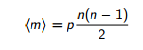 ⟨m⟩ = p n(n − 1) / 2